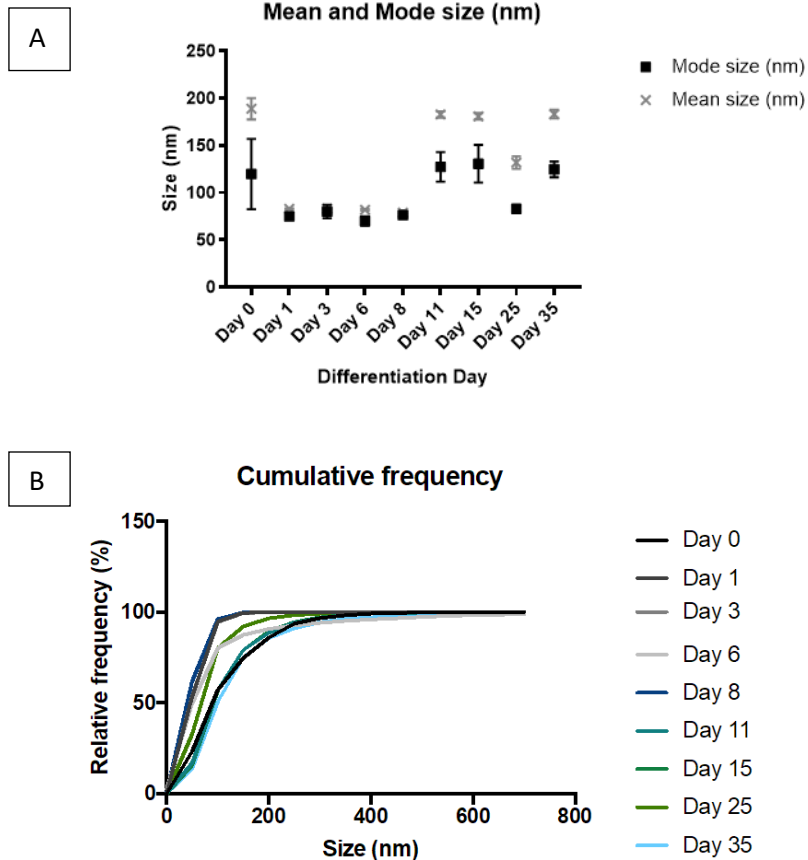 A
Mean and Mode size (nm)
250
200
150
100
50
0
Size (nm)
Day 0
Day 1
Day 3
Day 6
Day 8
Day 11
Day 15
Day 25
Day 35
Differentiation Day
Mode size (nm)
Mean size (nm)
B
Cumulative frequency
150
100
50
0
Relative frequency (%)
0
200
400
600
800
Size (nm)
Day 0
Day 1
Day 3
Day 6
Day 8
Day 11
Day 15
Day 25
Day 35